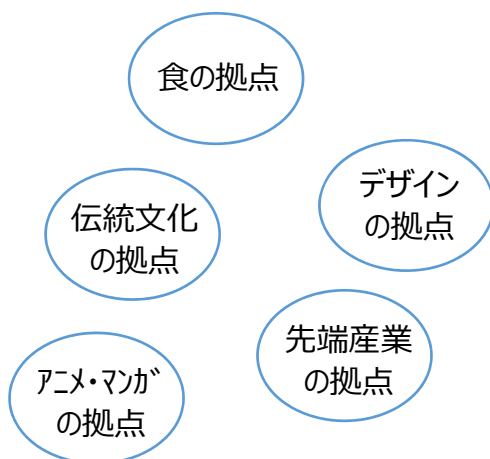 食の拠点
デザイン
の拠点
伝統文化
の拠点
先端産業
の拠点
ｱﾆﾒ・ﾏﾝｶﾞ
の拠点